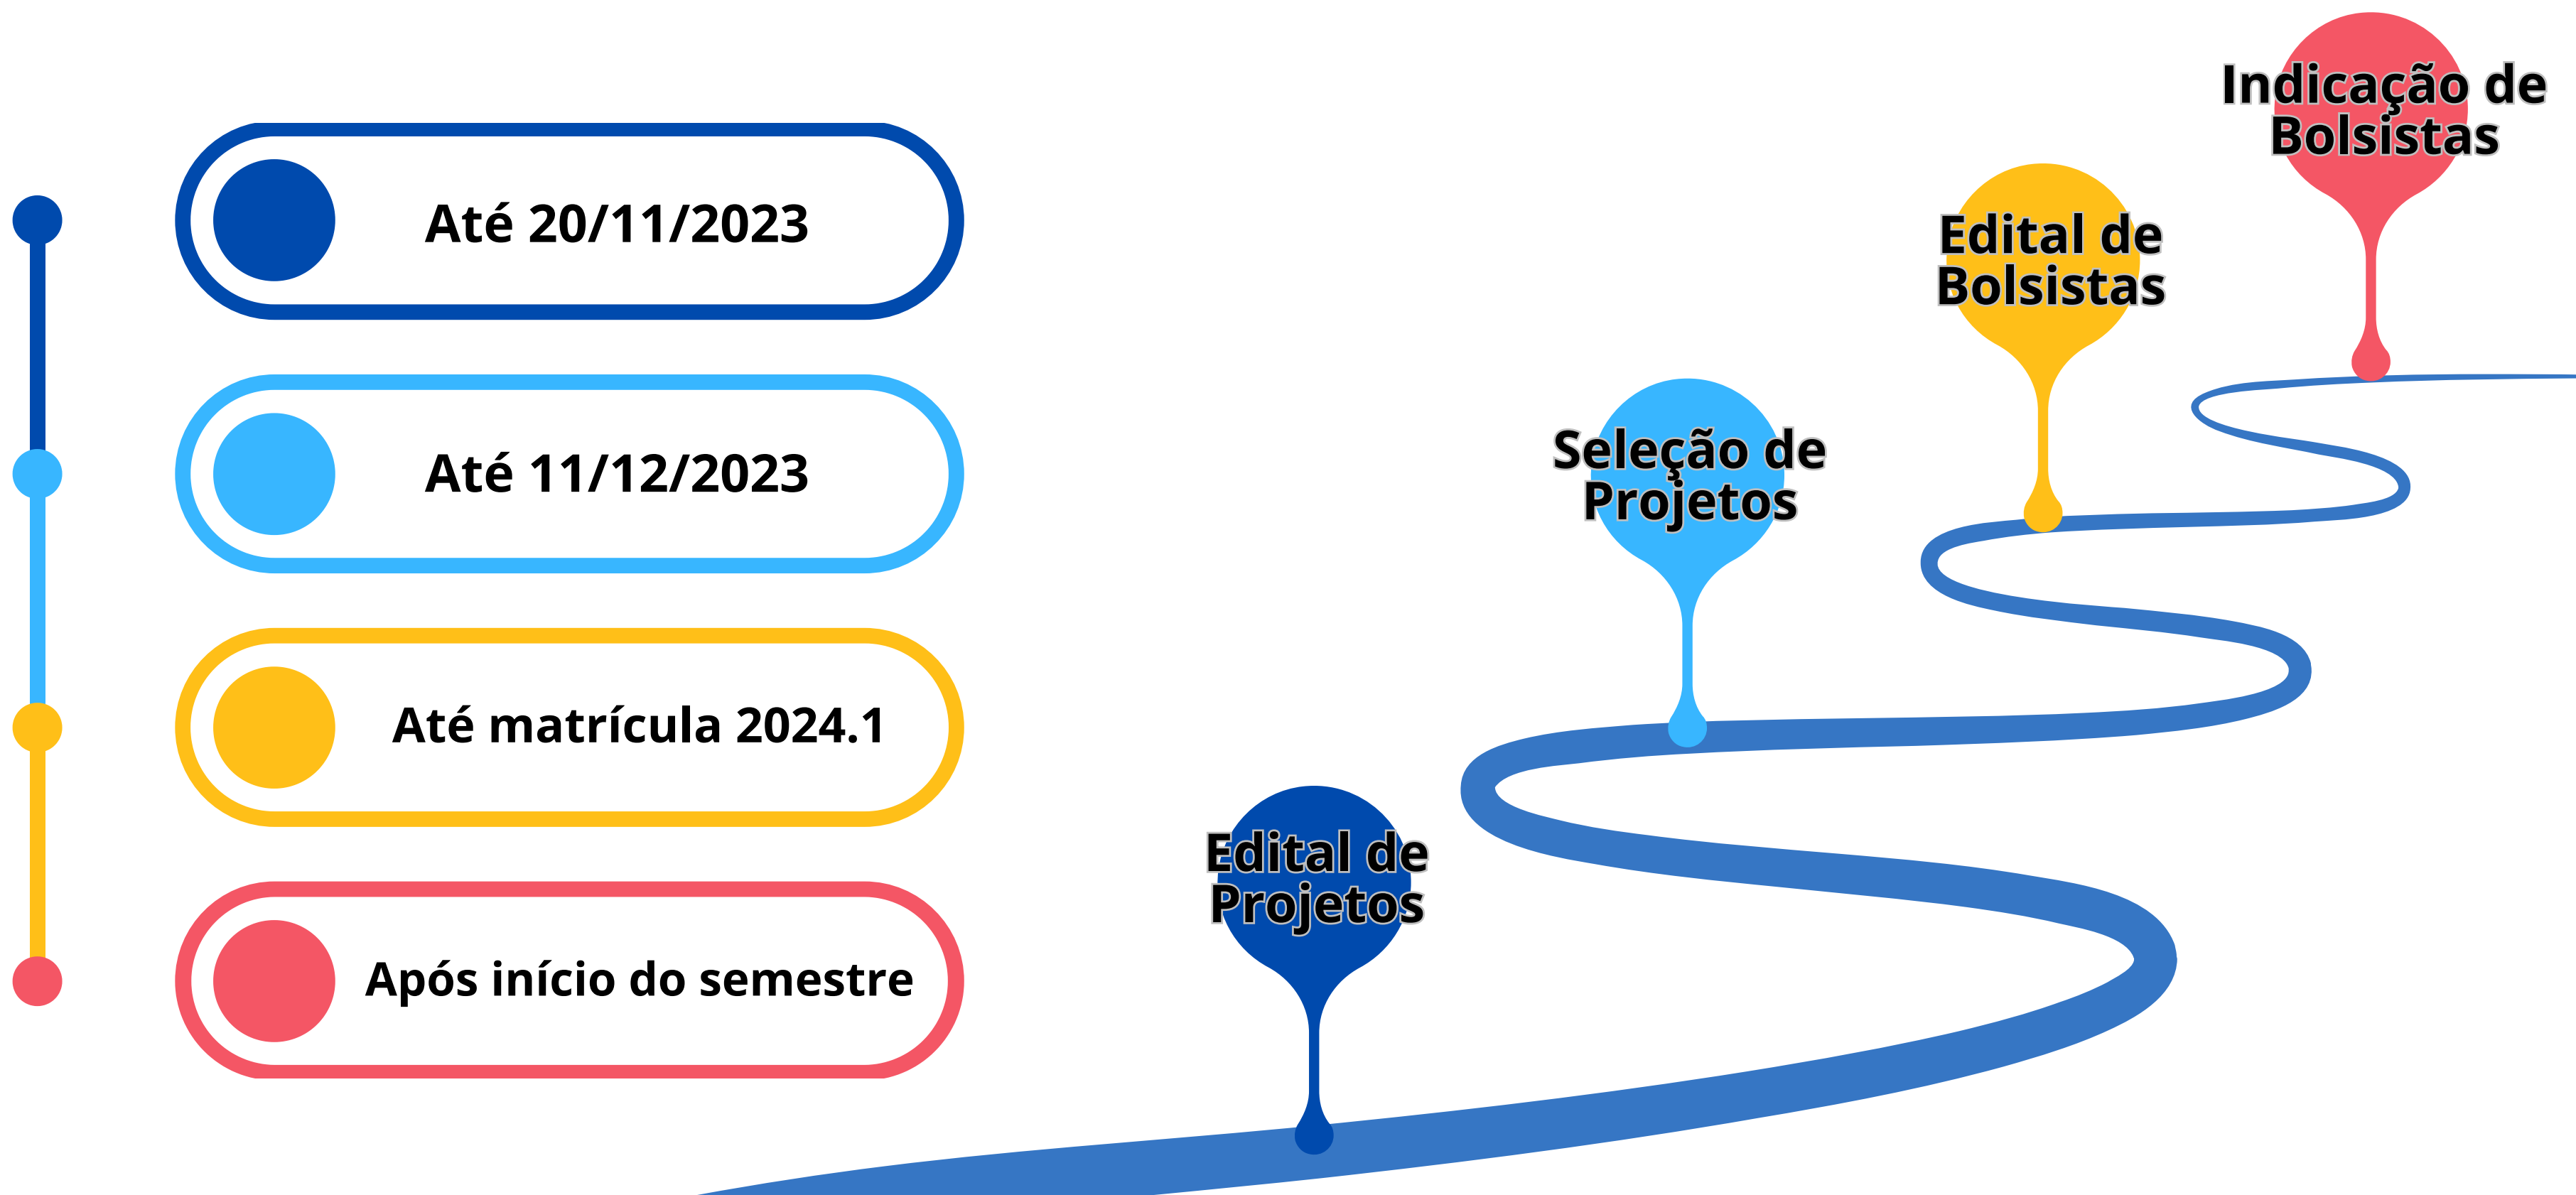 Até 20/11/2023
Até 11/12/2023
Até matrícula 2024.1
Após início do semestre
Edital de
Projetos
Seleção de
Projetos
Edital de
Bolsistas
Indicação de
Bolsistas